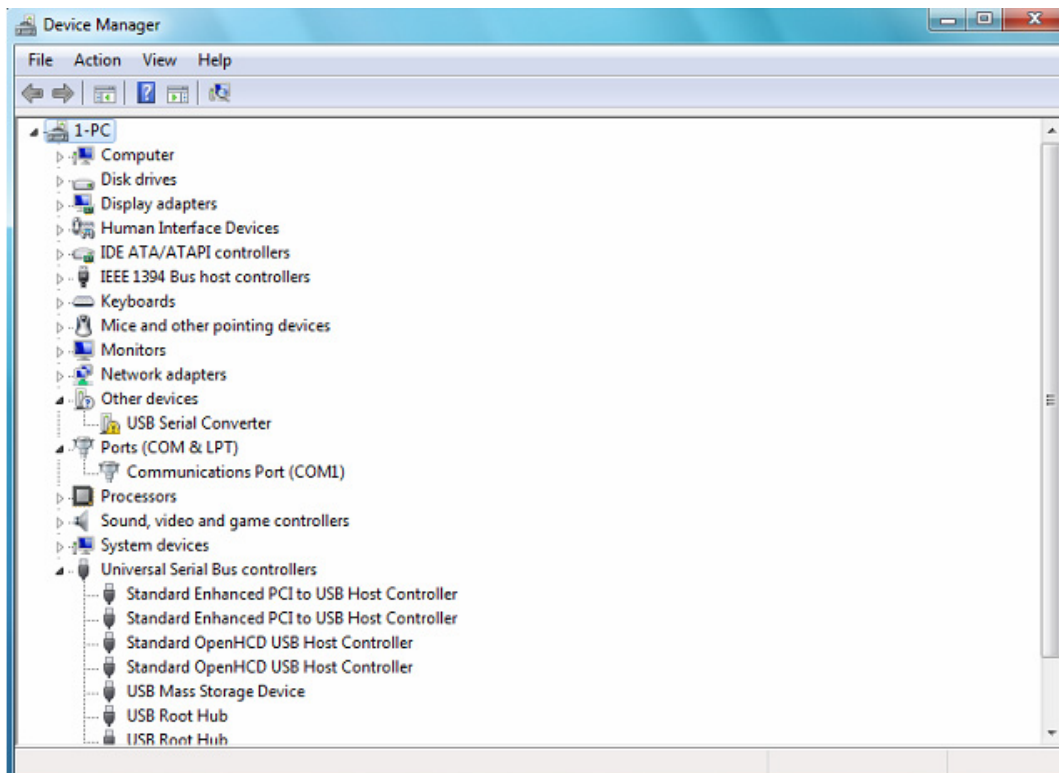 Device Manager
File Action View Help
1-PC
Computer
Disk drives
Display adapters
Human Interface Devices
IDE ATA/ATAPI controllers
IEEE 1394 Bus host controllers
Keyboards
Mice and other pointing devices
Monitors
Network adapters
Other devices
USB Serial Converter
Ports (COM & LPT)
Communications Port (COM1)
Processors
Sound, video and game controllers
System devices
Universal Serial Bus controllers
Standard Enhanced PCI to USB Host Controller
Standard Enhanced PCI to USB Host Controller
Standard OpenHCD USB Host Controller
Standard OpenHCD USB Host Controller
USB Mass Storage Device
USB Root Hub
USB Root Hub